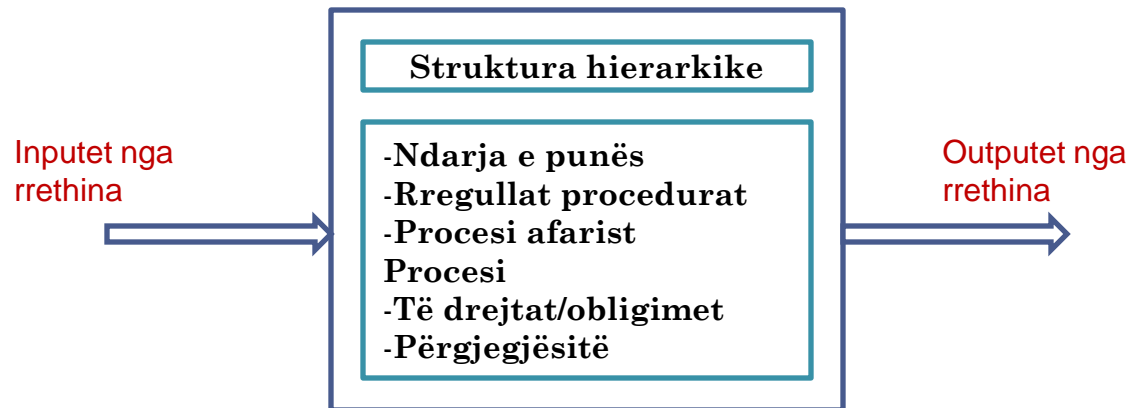 Struktura hierarkike
Inputet nga
rrethina
-Ndarja e punës
-Rregullat procedurat
-Procesi afarist
Procesi
-Të drejtat/obligimet
-Përgjegjësitë
Outputet nga
rrethina